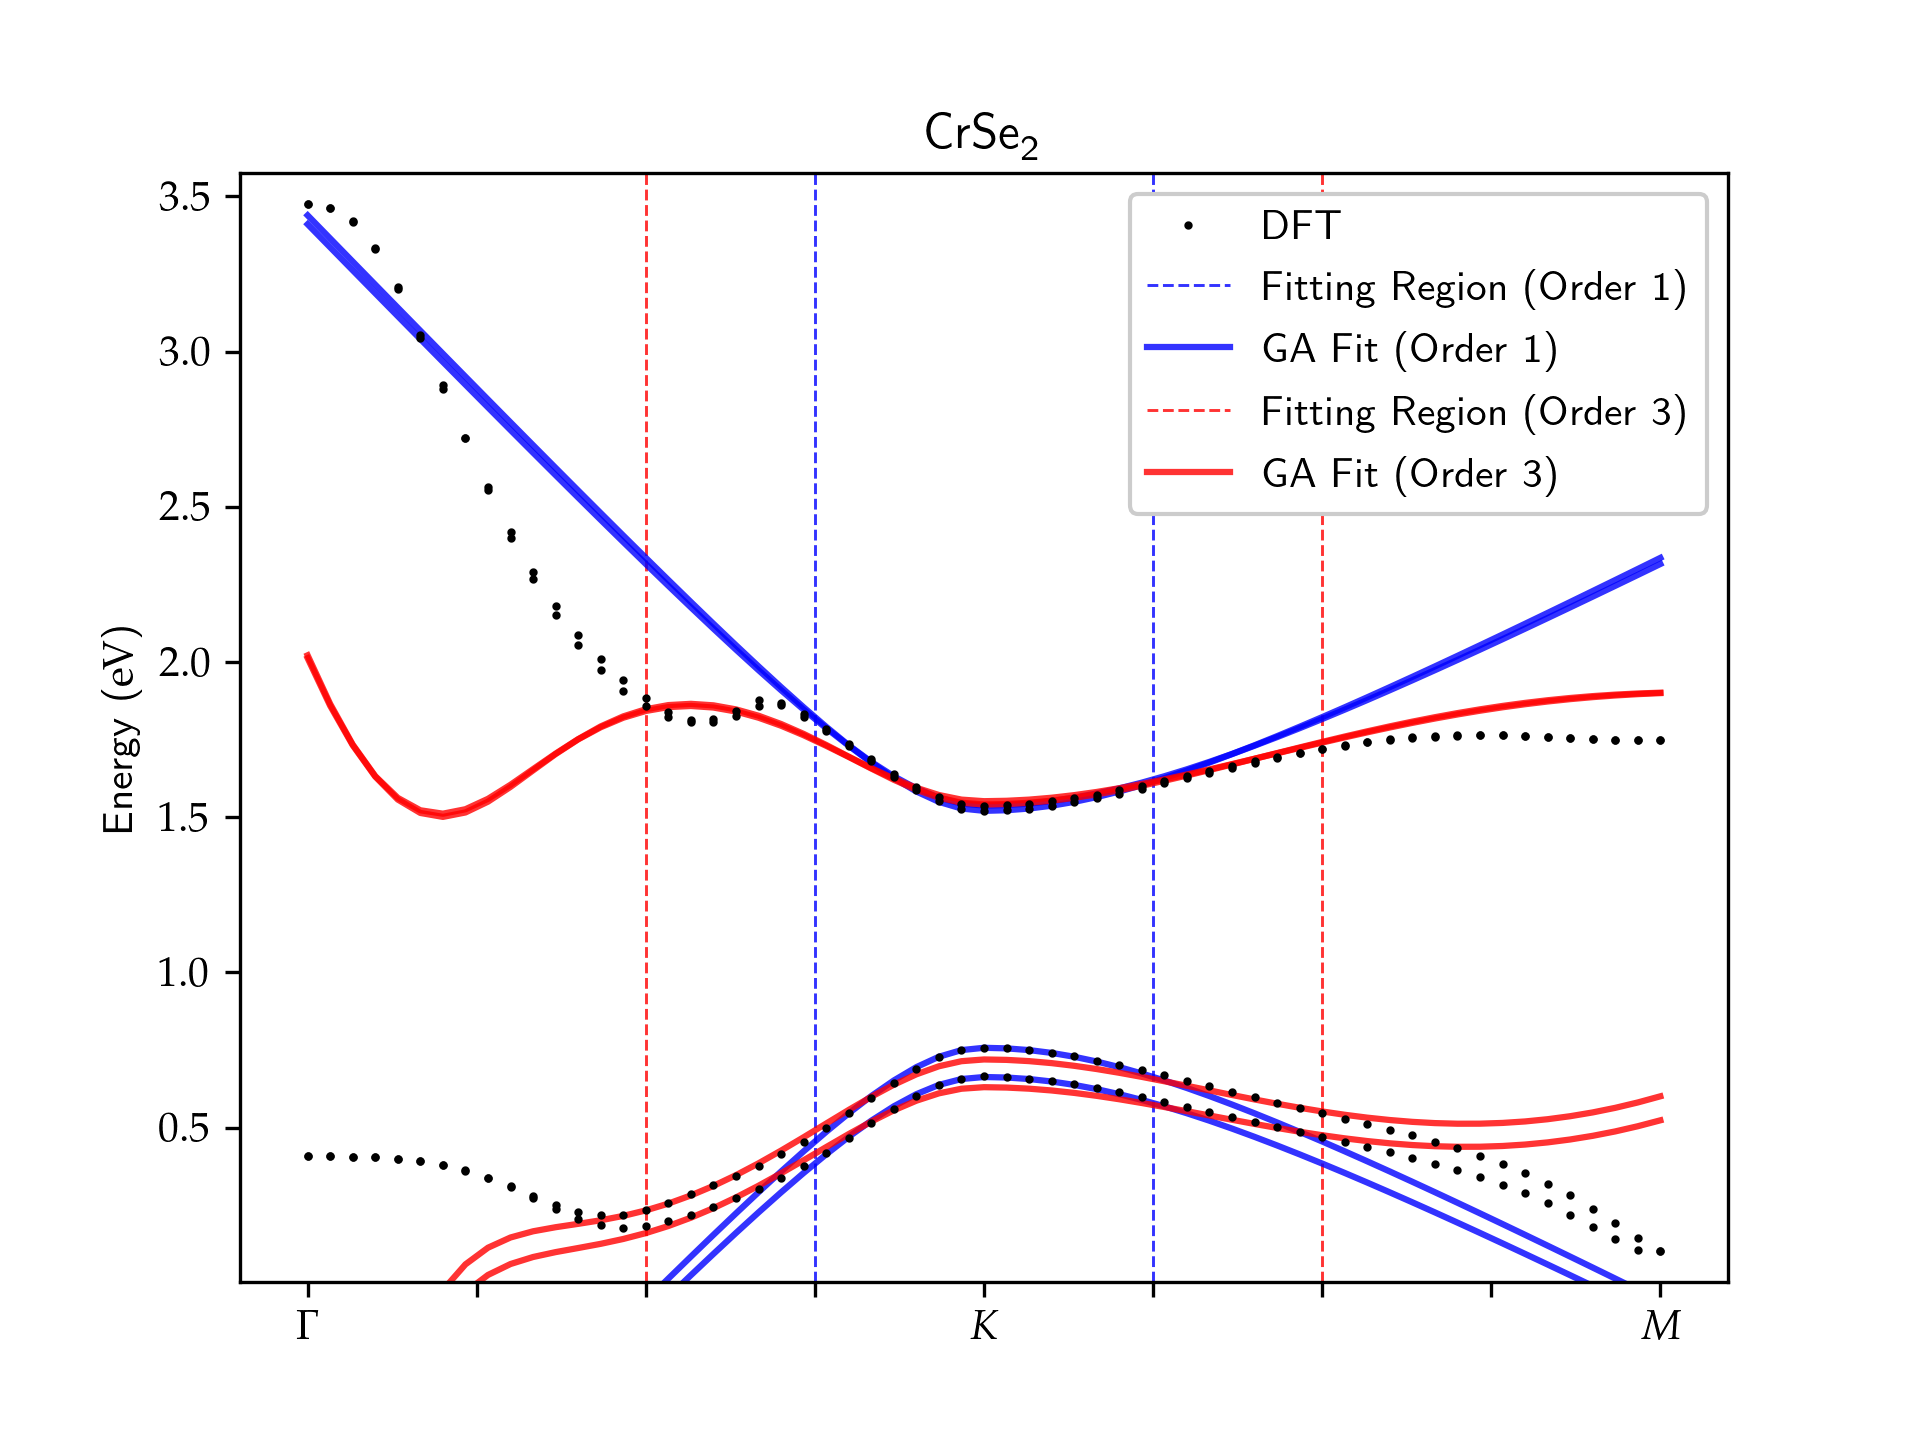 CrSe₂
3.5
3.0
2.5
2.0
1.5
1.0
0.5
Energy (eV)
DFT
Fitting Region (Order 1)
GA Fit (Order 1)
Fitting Region (Order 3)
GA Fit (Order 3)
Γ
K
M